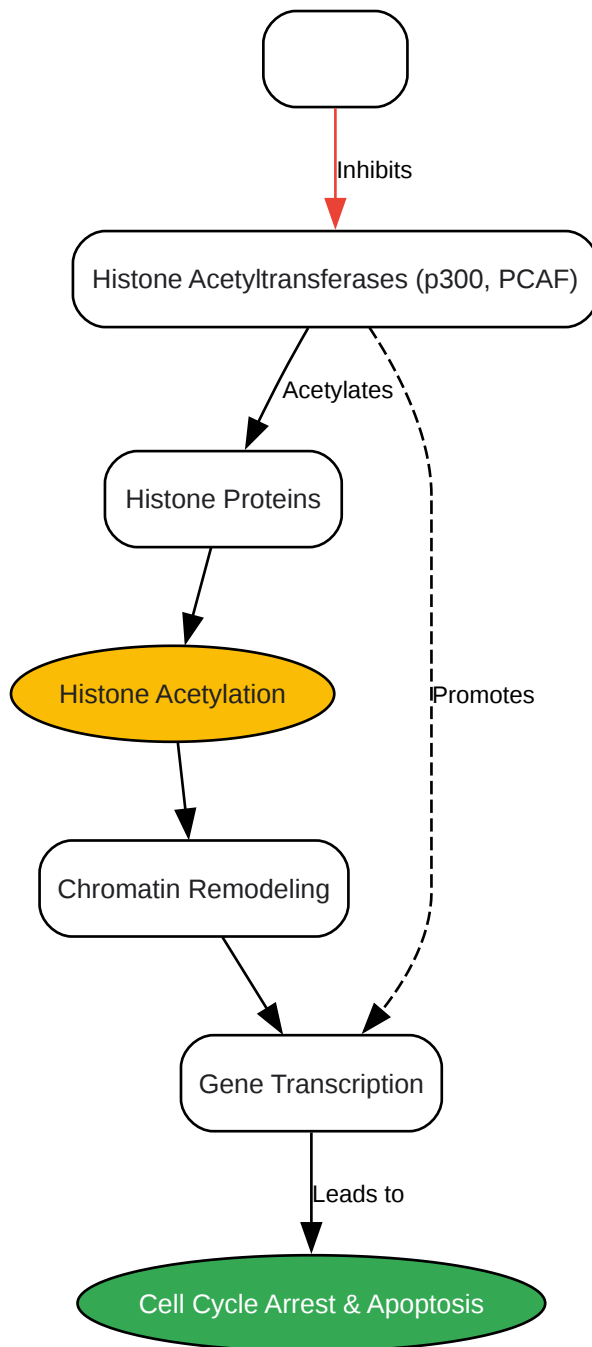 Inhibits
Histone Acetyltransferases (p300, PCAF)
Acetylates
Histone Proteins
Histone Acetylation
Promotes
Chromatin Remodeling
Gene Transcription
Leads to
Cell Cycle Arrest & Apoptosis